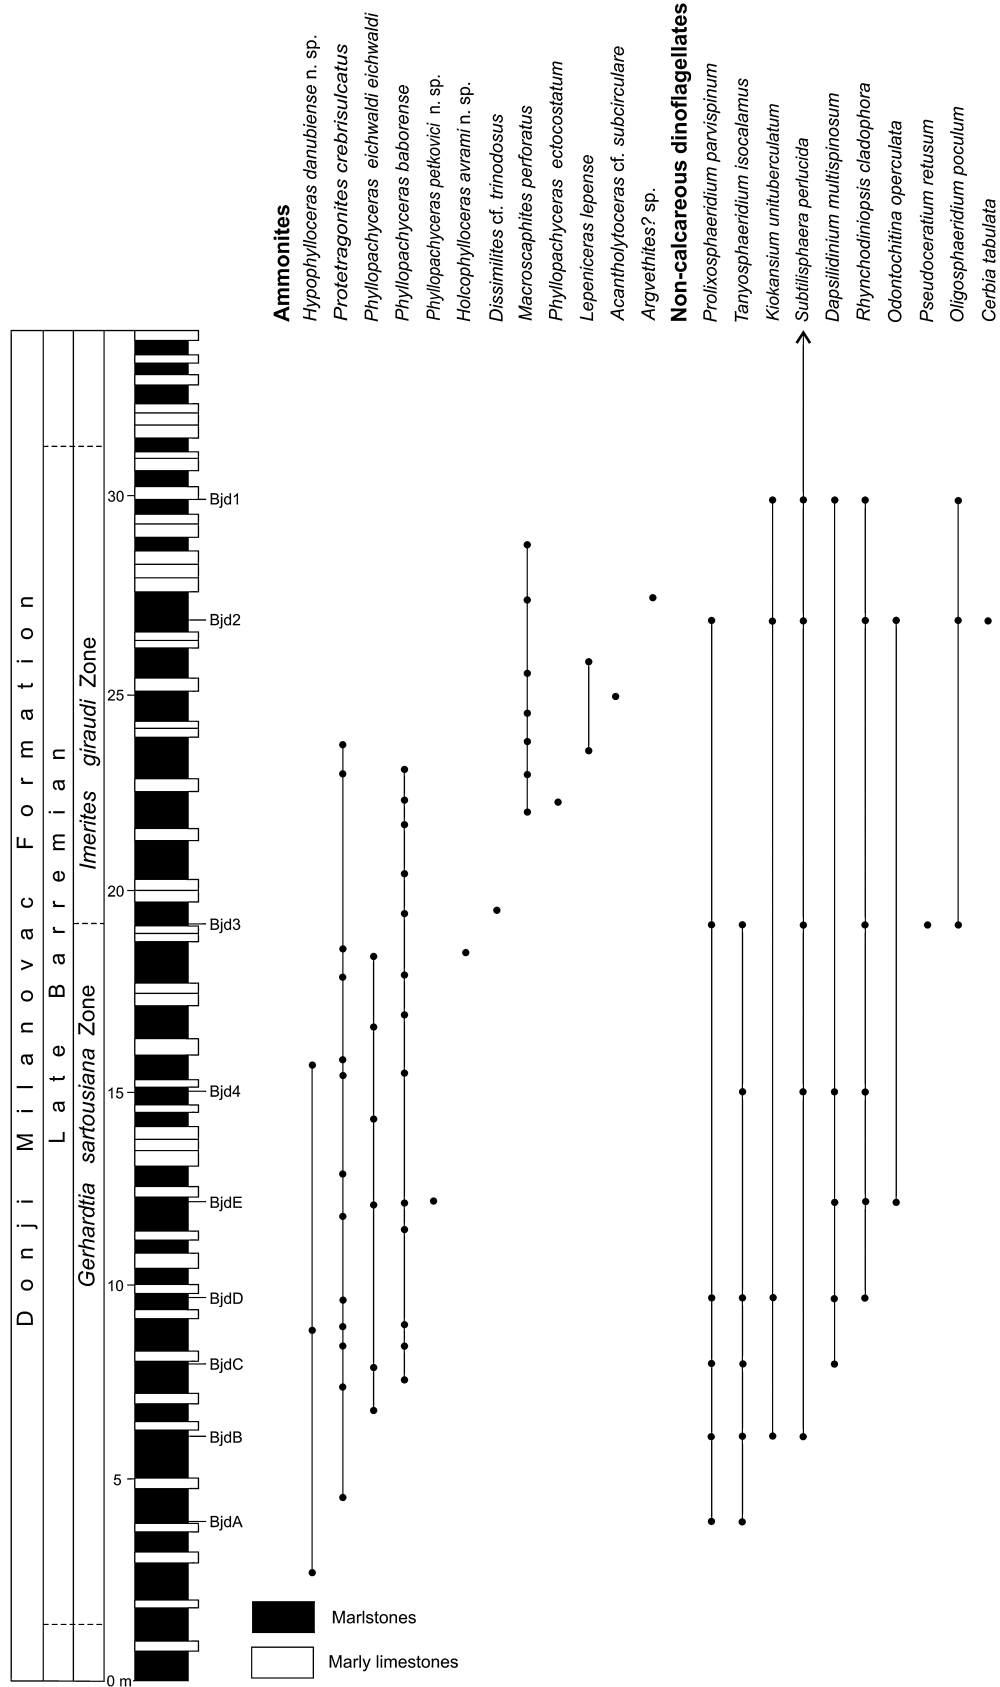 Ammonites
Hypophylloceras danubiense n. sp.
Protetragonites crebrisulcatus
Phyllopachyceras eichwaldi eichwaldi
Phyllopachyceras baborense
Phyllopachyceras petkovici n. sp.
Holcophylloceras avrami n. sp.
Dissimilites cf. trinodosus
Macroscaphites perforatus
Phyllopachyceras ectocostatum
Lepeniceras lepense
Acantholytoceras cf. subcirculare
Argvethites? sp.
Non-calcareous dinoflagellates
Prolixosphaeridium parvispinum
Tanyosphaeridium isocalamus
Kiokansium unituberculatum
Subtilisphaera perlucida
Dapsilidinium multispinosum
Rhynchodiniopsis cladophora
Odontochitina operculata
Pseudoceratium retusum
Oligosphaeridium poculum
Cerbia tabulata
Donji Milanovac Formation
Late Barremian
Imerites giraudi Zone
Gerhardtia sartousiana Zone
30
Bjd1
Bjd2
25
20
Bjd3
15
Bjd4
BjdE
10
BjdD
BjdC
BjdB
5
BjdA
0 m
Marlstones
Marly limestones